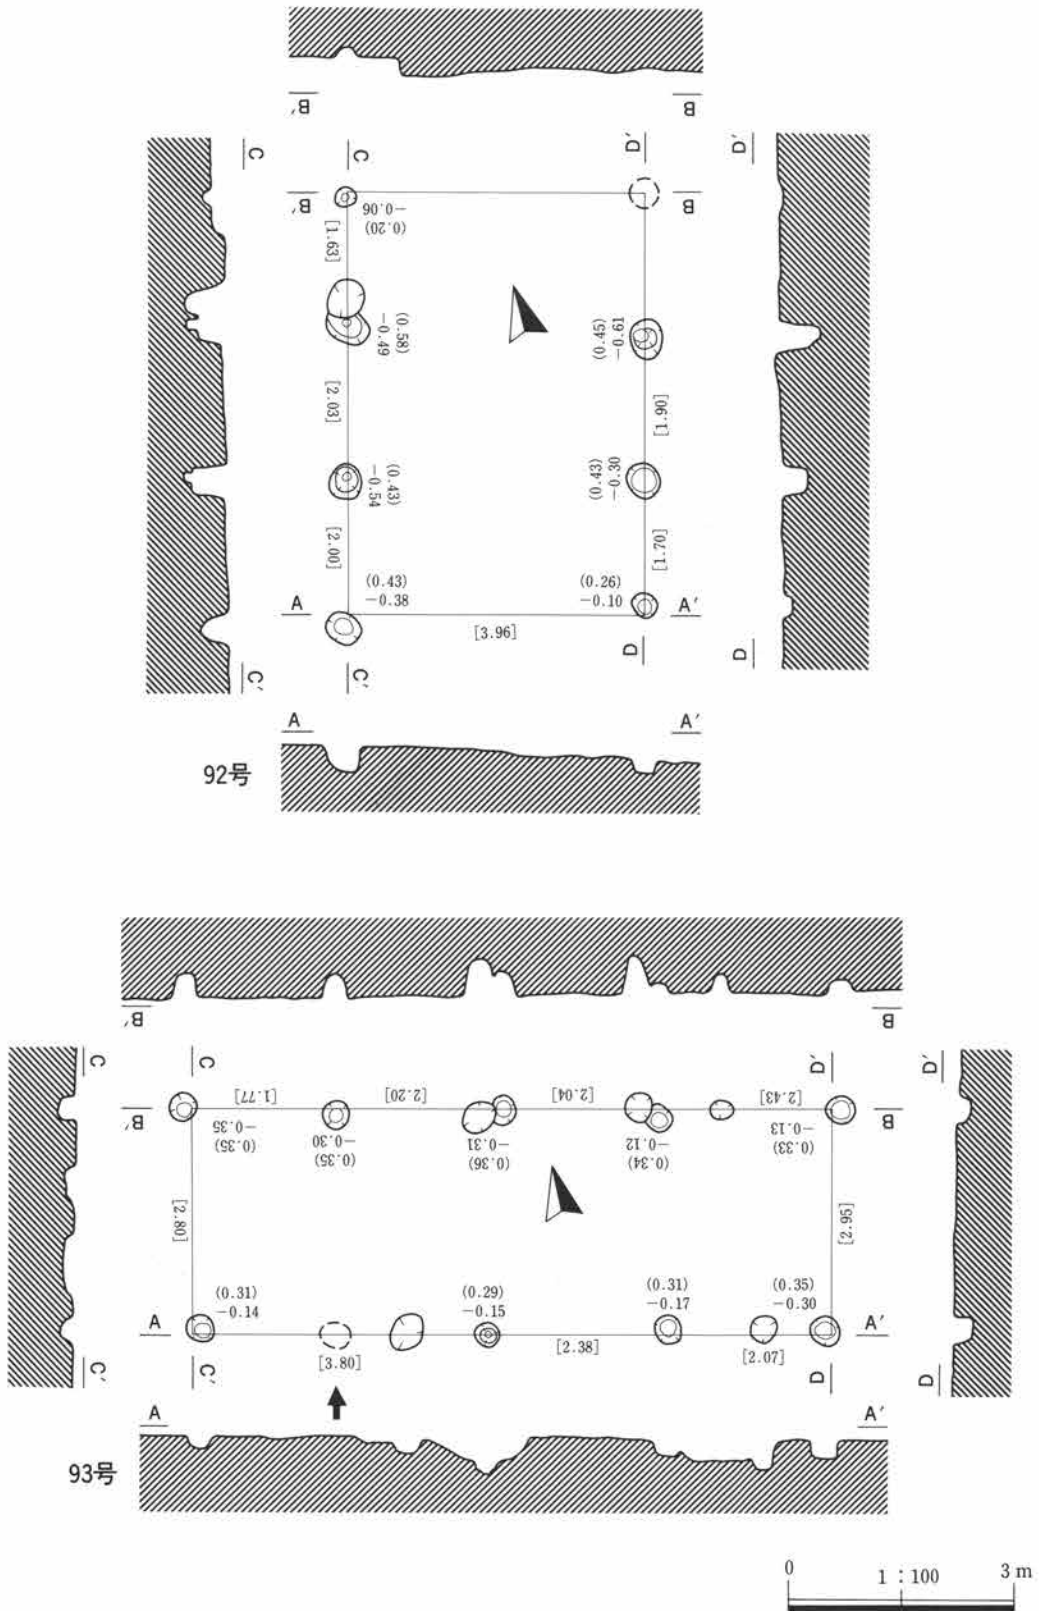 B′ B
C C D′ D′
B′ B
(0.20)
−0.06
[1.63]
(0.58)
−0.49
(0.45)
−0.61
[2.03]
[1.90]
(0.43)
−0.54
(0.43)
−0.30
[2.00]
[1.70]
(0.43)
−0.38
(0.26)
−0.10
A A′
[3.96]
C′ C′ D D
A A′
92号
B′ B
C C D′ D′
[1.77] [2.20] [2.04] [2.43]
B′ B
(0.35)
−0.35
(0.35)
−0.30
(0.36)
−0.31
(0.34)
−0.12
(0.33)
−0.13
[2.80]
[2.95]
(0.31)
−0.14
(0.29)
−0.15
(0.31)
−0.17
(0.35)
−0.30
A A′
[3.80] [2.38] [2.07]
C′ C′ D D
A A′
93号
0 1：100 3 m